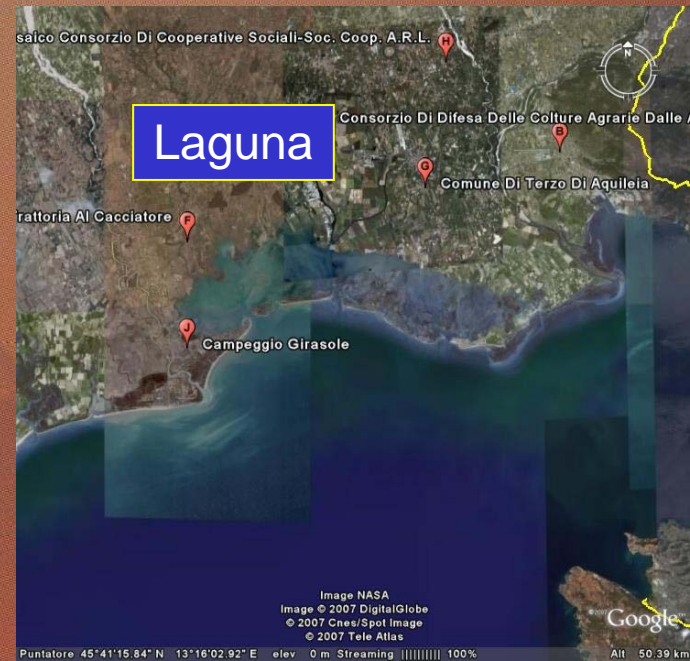 saico Consorzio Di Cooperative Sociali-Soc. Coop. A.R.L.
H
N
Laguna
Consorzio Di Difesa Delle Colture Agrarie Dalle A
B
G
Comune Di Terzo Di Aquileia
rattoria Al Cacciatore
F
J
Campeggio Girasole
Image NASA
Image © 2007 DigitalGlobe
© 2007 Cnes/Spot Image
© 2007 Tele Atlas
© 2007 Google™
Puntatore 45°41'15.84" N 13°16'02.92" E elev 0 m Streaming ||||||||| 100% Alt 50.39 km